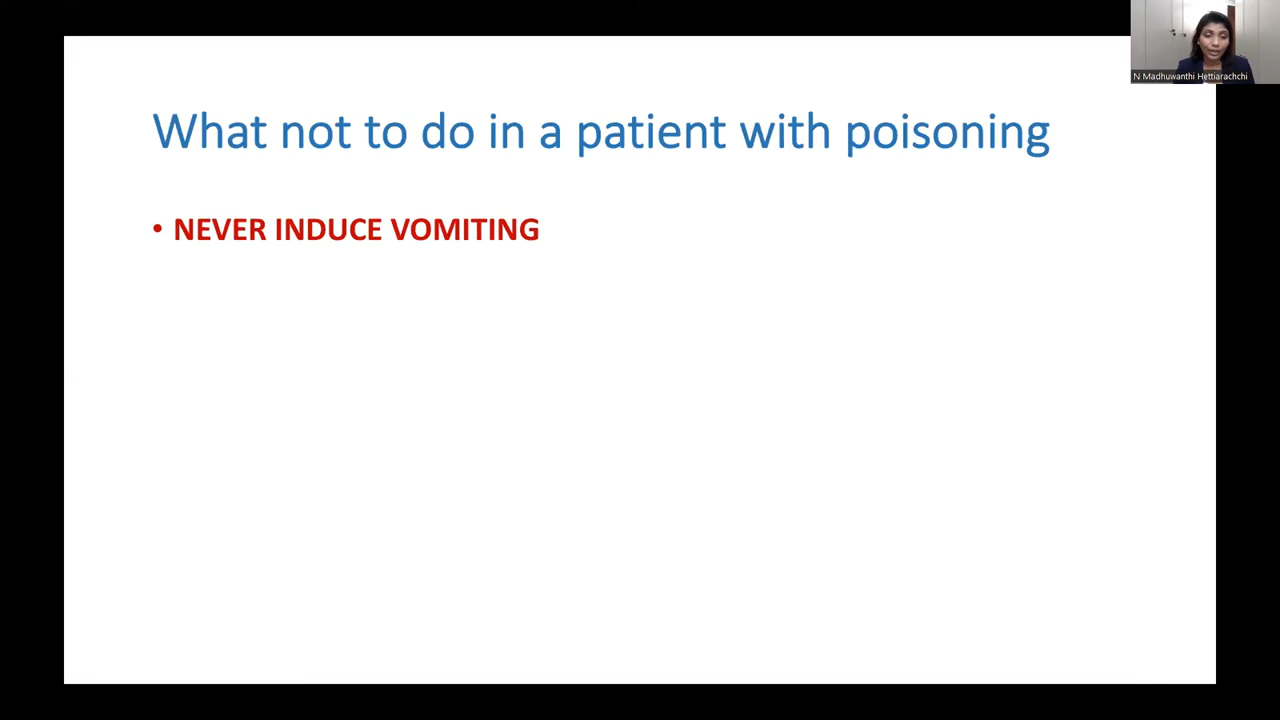 N Madhuwanthi Hettiarachchi
What not to do in a patient with poisoning
• NEVER INDUCE VOMITING